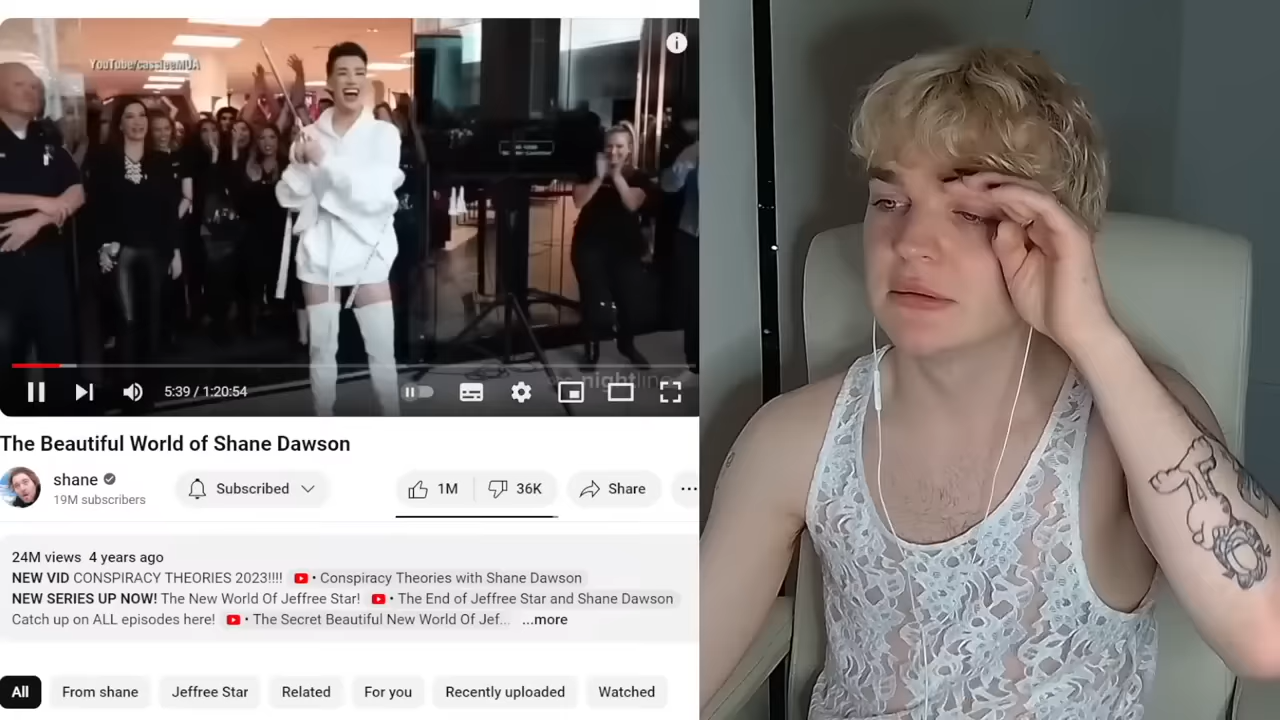 YouTube/cassieeMUA
nightline
5:39 / 1:20:54
The Beautiful World of Shane Dawson
shane
19M subscribers
Subscribed
1M
36K
Share
24M views 4 years ago
NEW VID CONSPIRACY THEORIES 2023!!!! • Conspiracy Theories with Shane Dawson
NEW SERIES UP NOW! The New World Of Jeffree Star! • The End of Jeffree Star and Shane Dawson
Catch up on ALL episodes here! • The Secret Beautiful New World Of Jef... ...more
All
From shane
Jeffree Star
Related
For you
Recently uploaded
Watched